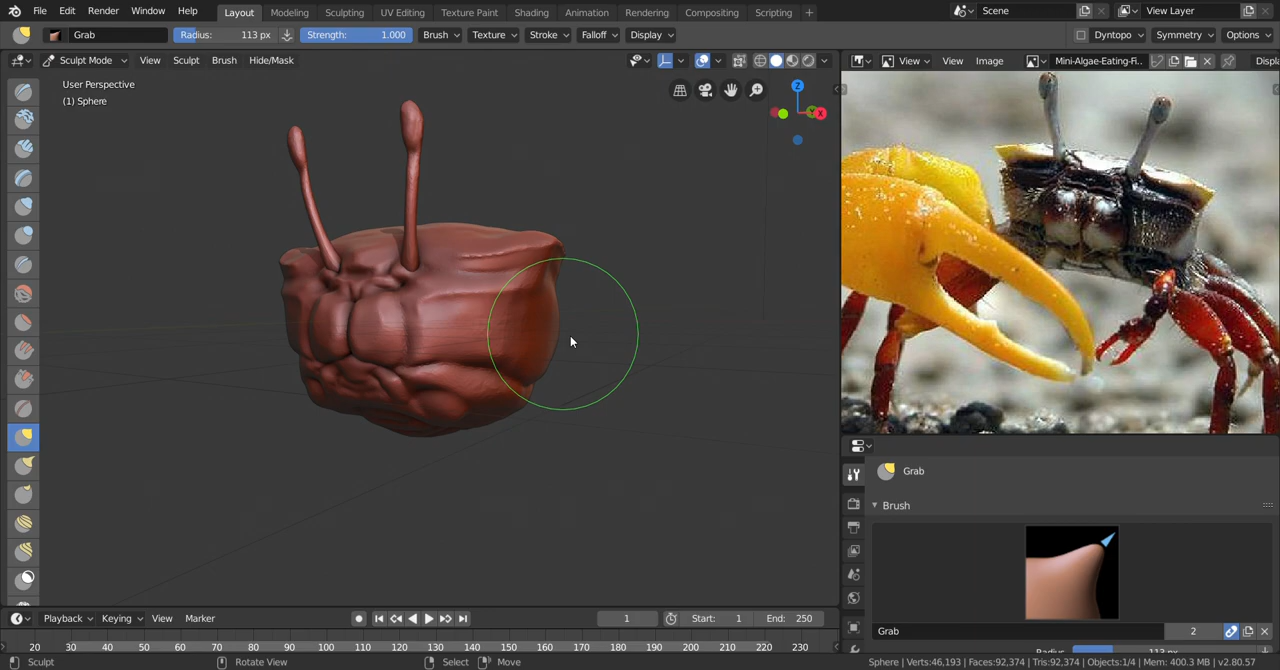 File Edit Render Window Help Layout Modeling Sculpting UV Editing Texture Paint Shading Animation Rendering Compositing Scripting + Scene View Layer
Grab Radius: 113 px Strength: 1.000 Brush Texture Stroke Falloff Display Dyntopo Symmetry Options
Sculpt Mode View Sculpt Brush Hide/Mask View View Image Mini-Algae-Eating-Fi.. Displa
User Perspective
(1) Sphere
Z
Y
X
Grab
Brush
Playback Keying View Marker 1 Start: 1 End: 250
Grab 2
20 30 40 50 60 70 80 90 100 110 120 130 140 150 160 170 180 190 200 210 220 230
Radius: 113 px
Sculpt Rotate View Select Move Sphere | Verts:46,193 | Faces:92,374 | Tris:92,374 | Objects:1/4 | Mem: 400.3 MB | v2.80.57